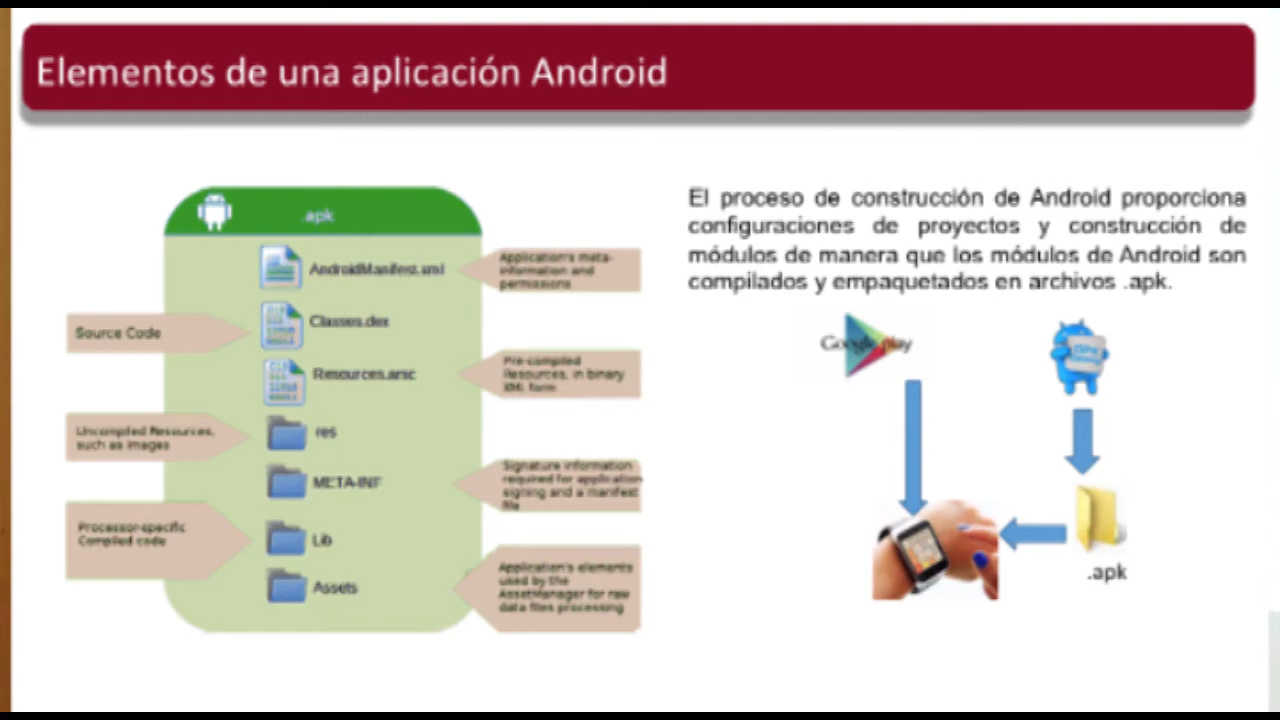 Elementos de una aplicación Android
.apk
AndroidManifest.xml
Application's meta-
information and
permissions
Source Code
Classes.dex
Resources.arsc
Pre-compiled
Resources, in binary
XML form
Uncompiled Resources,
such as images
res
META-INF
Signature information
required for application
signing and a manifest
file
Processor-specific
Compiled code
Lib
Assets
Application's elements
used by the
AssetManager for raw
data files processing
El proceso de construcción de Android proporciona
configuraciones de proyectos y construcción de
módulos de manera que los módulos de Android son
compilados y empaquetados en archivos .apk.
Google play
.apk